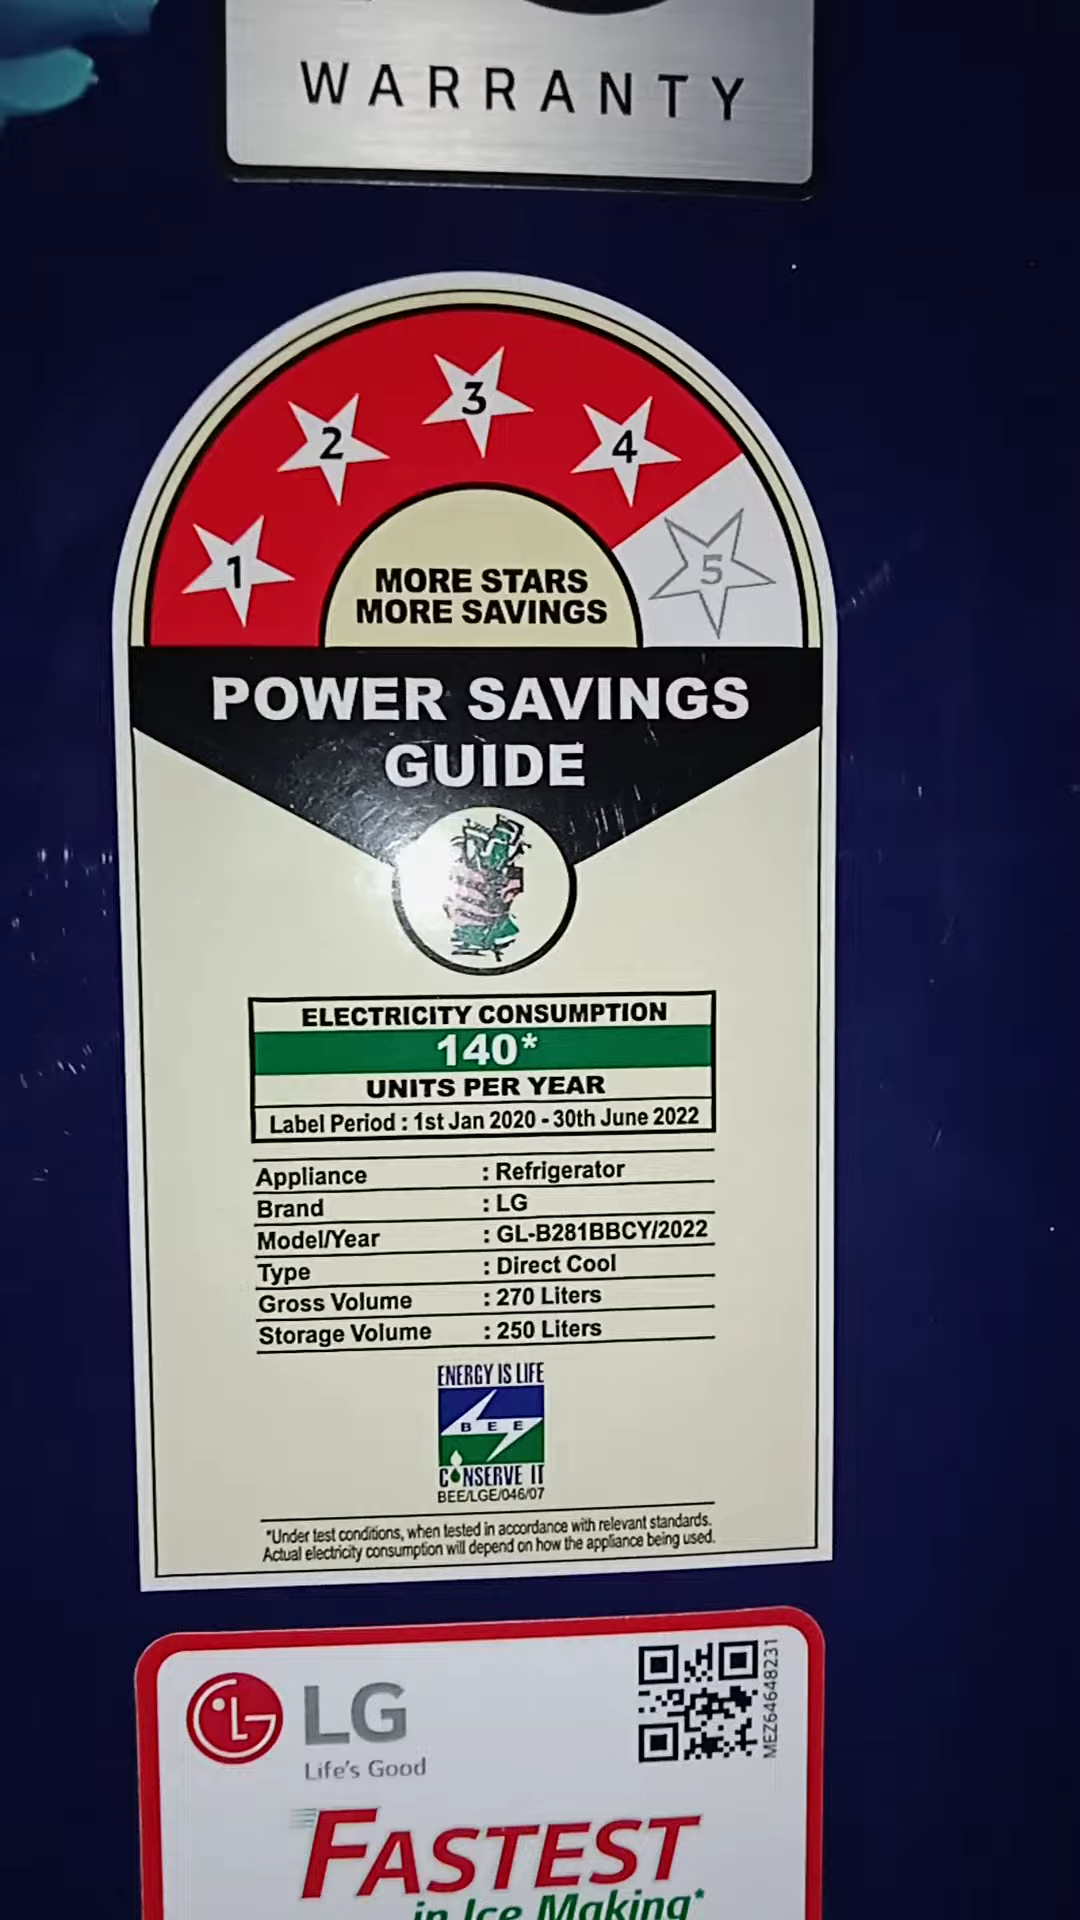 WARRANTY
1 2 3 4 5
MORE STARS
MORE SAVINGS
POWER SAVINGS
GUIDE
ELECTRICITY CONSUMPTION
140*
UNITS PER YEAR
Label Period : 1st Jan 2020 - 30th June 2022
Appliance : Refrigerator
Brand : LG
Model/Year : GL-B281BBCY/2022
Type : Direct Cool
Gross Volume : 270 Liters
Storage Volume : 250 Liters
ENERGY IS LIFE
BEE
CONSERVE IT
BEE/LGE/046/07
*Under test conditions, when tested in accordance with relevant standards.
Actual electricity consumption will depend on how the appliance being used.
LG
Life's Good
MEZ64648231
FASTEST
in Ice Making*